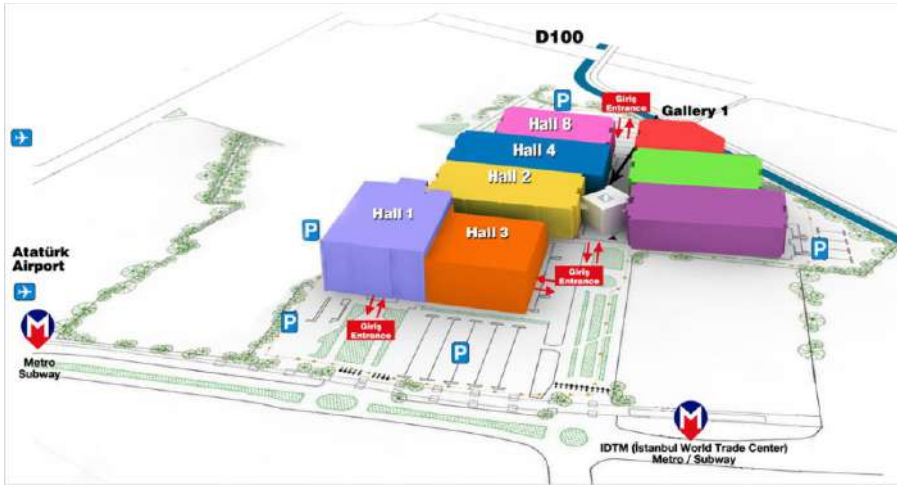 D100
P
Giriş
Entrance
Gallery 1
Hall 8
Hall 4
Hall 2
Hall 1
Hall 3
P
P
Giriş
Entrance
Atatürk
Airport
Giriş
Entrance
P
P
M
Metro
Subway
M
IDTM (İstanbul World Trade Center)
Metro / Subway